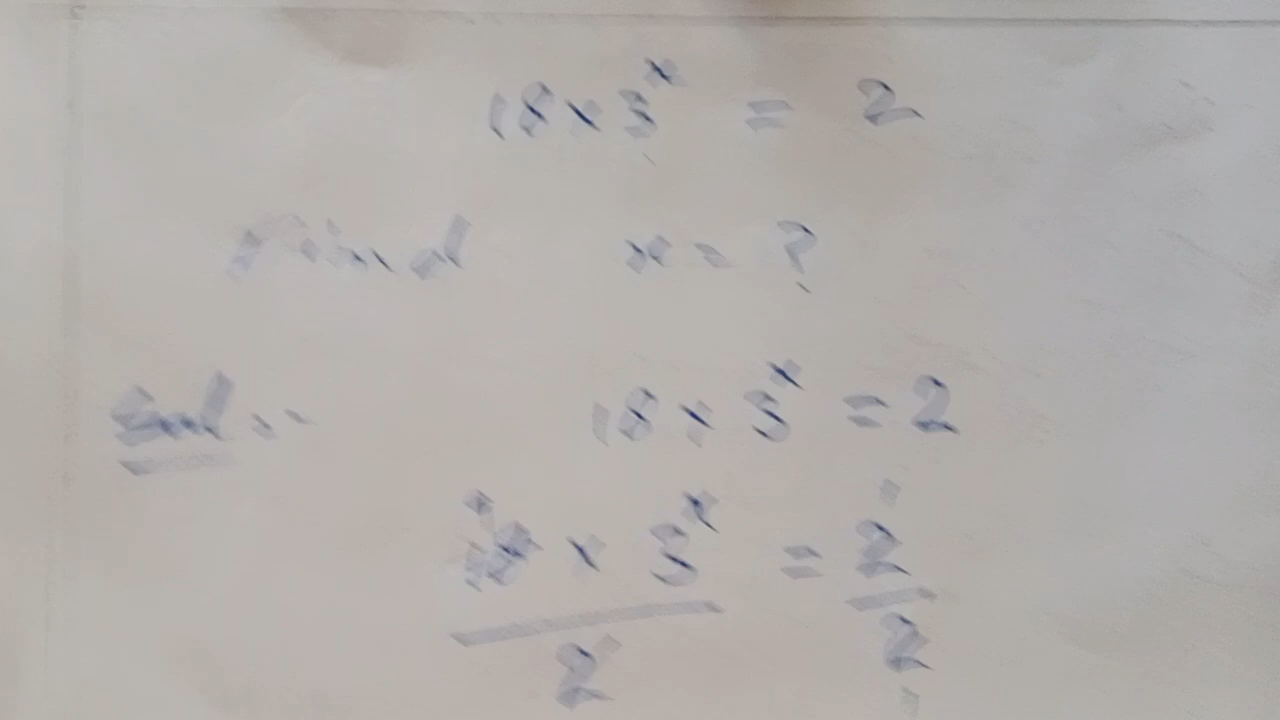 18 × 3^x = 2
Find x = ?
Sol:-
18 × 3^x = 2
18 × 3^x / 2 = 2 / 2